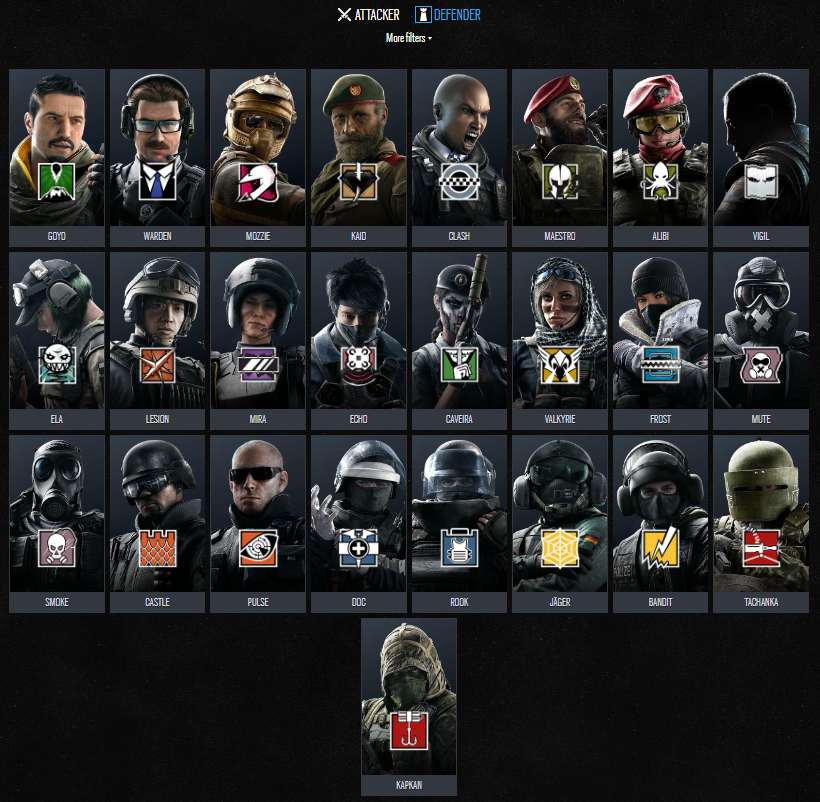 ATTACKER DEFENDER
More filters
GOYO WARDEN MOZZIE KAID CLASH MAESTRO ALIBI VIGIL
ELA LESION MIRA ECHO CAVEIRA VALKYRIE FROST MUTE
SMOKE CASTLE PULSE DOC ROOK JÄGER BANDIT TACHANKA
KAPKAN